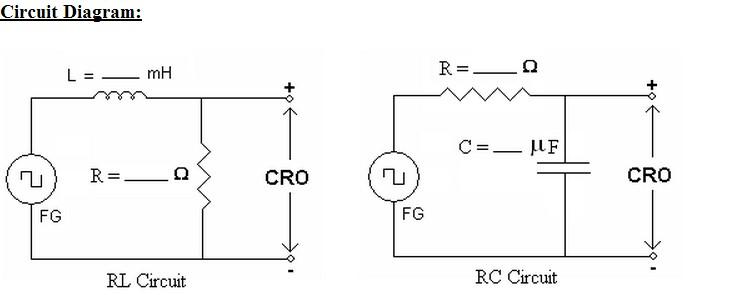 Circuit Diagram:
L = ___ mH
+
R = ___ Ω
CRO
FG
-
RL Circuit
R = ___ Ω
+
C = ___ μF
CRO
FG
-
RC Circuit